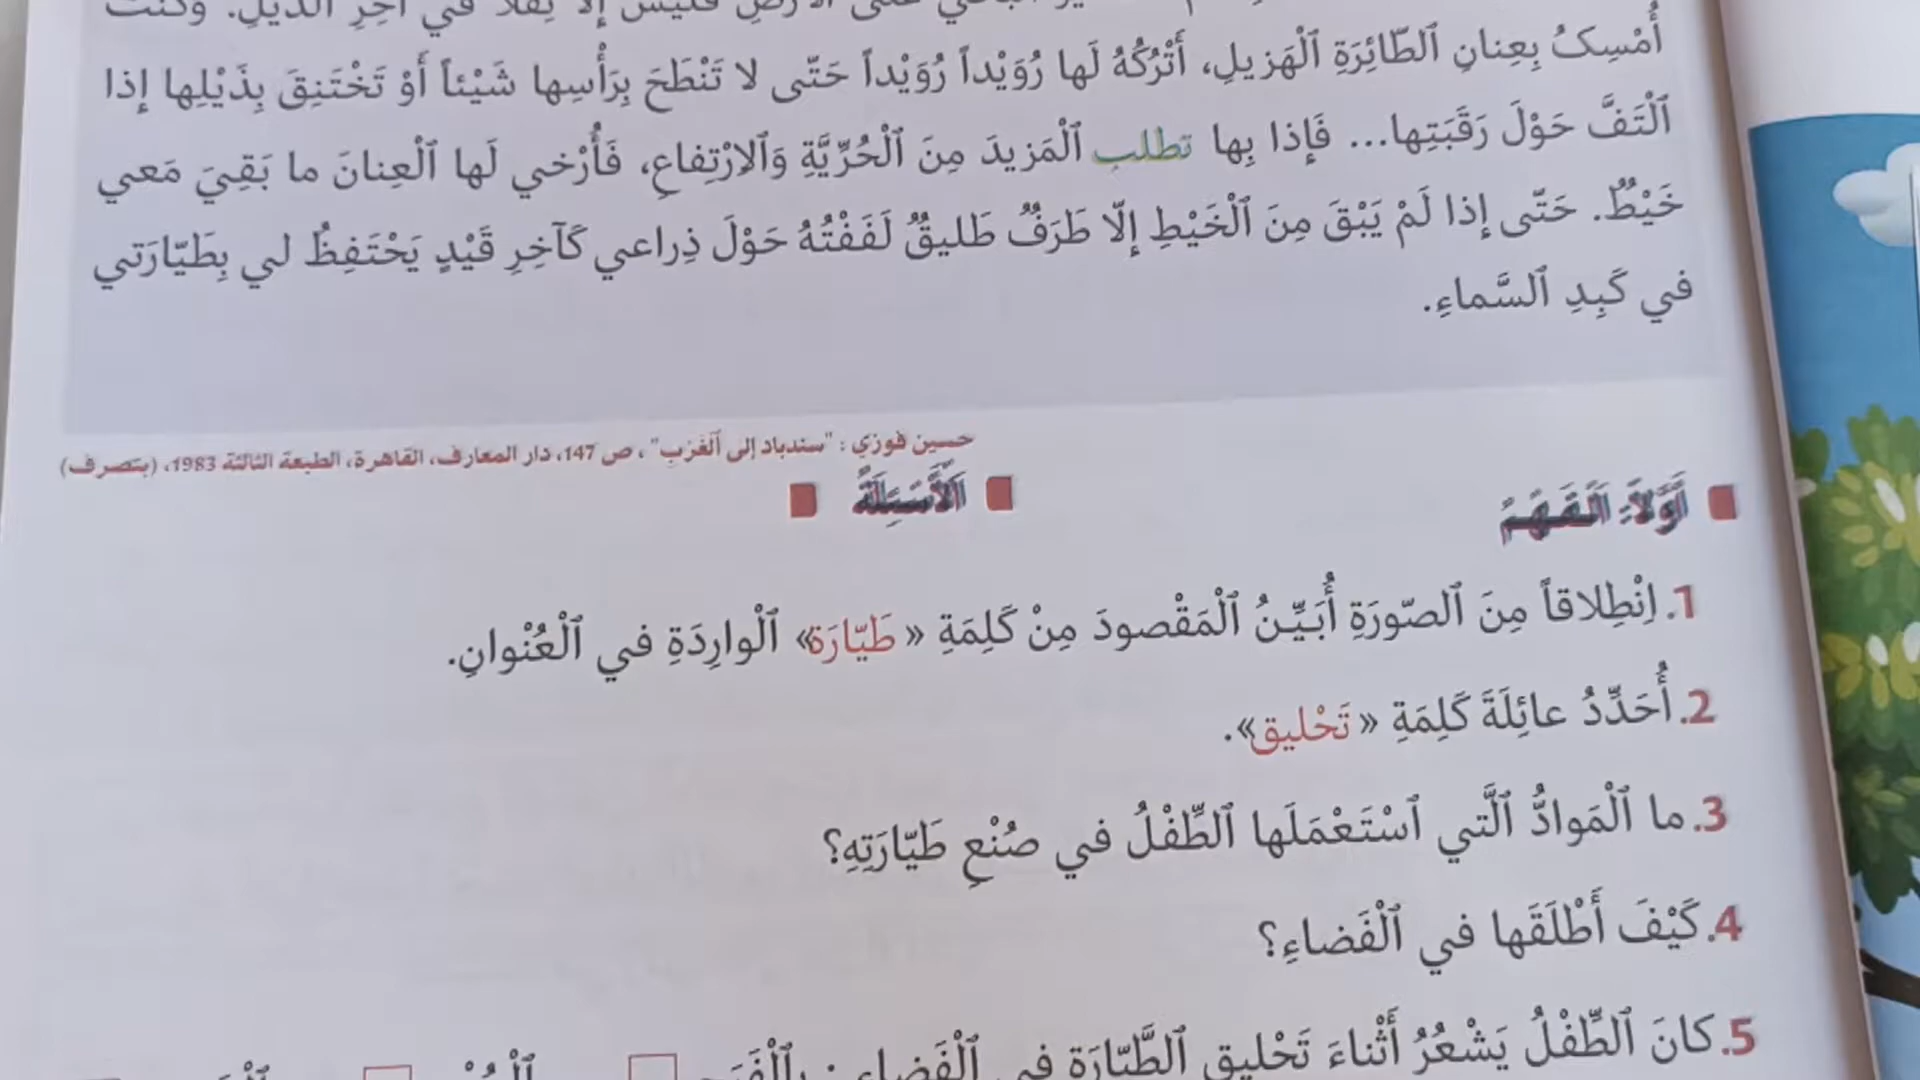 أُمْسِكُ بِعِنانِ ٱلطّائِرَةِ ٱلْهَزيلِ، أَتْرُكُهُ لَها رُوَيْداً رُوَيْداً حَتّى لا تَنْطَحَ بِرَأْسِها شَيْئاً أَوْ تَخْتَنِقَ بِذَيْلِها إِذا
ٱلْتَفَّ حَوْلَ رَقَبَتِها... فَإِذا بِها تطلب ٱلْمَزيدَ مِنَ ٱلْحُرِّيَّةِ وَٱلِارْتِفاعِ، فَأُرْخي لَها ٱلْعِنانَ ما بَقِيَ مَعي
خَيْطٌ. حَتّى إِذا لَمْ يَبْقَ مِنَ ٱلْخَيْطِ إِلّا طَرَفٌ طَليقٌ لَفَفْتُهُ حَوْلَ ذِراعي كَآخِرِ قَيْدٍ يَحْتَفِظُ لي بِطَيّارَتي
في كَبِدِ ٱلسَّماءِ.
حسين فوزي : "سندباد إلى ٱلغَرْبِ" ، ص 147، دار المعارف، القاهرة، الطبعة الثالثة 1983، (بتصرف)
ٱلْأَسْئِلَةُ
أَوَّلاً: ٱلْفَهْمُ
1. اِنْطِلاقاً مِنَ ٱلصّورَةِ أُبَيِّنُ ٱلْمَقْصودَ مِنْ كَلِمَةِ «طَيّارَة» ٱلْوارِدَةِ في ٱلْعُنْوانِ.
2. أُحَدِّدُ عائِلَةَ كَلِمَةِ «تَحْليق».
3. ما ٱلْمَوادُّ ٱلَّتي ٱسْتَعْمَلَها ٱلطِّفْلُ في صُنْعِ طَيّارَتِهِ؟
4. كَيْفَ أَطْلَقَها في ٱلْفَضاءِ؟
5. كانَ ٱلطِّفْلُ يَشْعُرُ أَثْناءَ تَحْليقِ ٱلطَّيّارَةِ في ٱلْفَضاءِ :